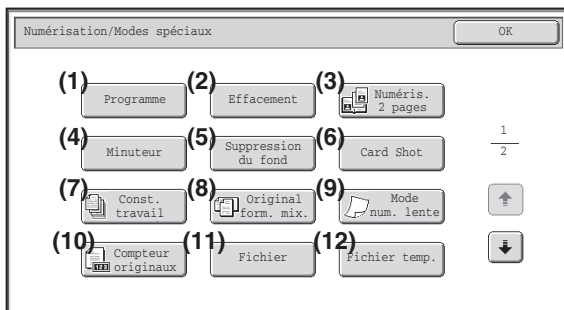 Numérisation/Modes spéciaux OK
(1) Programme
(2) Effacement
(3) Numéris.
2 pages
(4) Minuteur
(5) Suppression
du fond
(6) Card Shot
1
2
(7) Const.
travail
(8) Original
form. mix.
(9) Mode
num. lente
(10) Compteur
originaux
(11) Fichier
(12) Fichier temp.